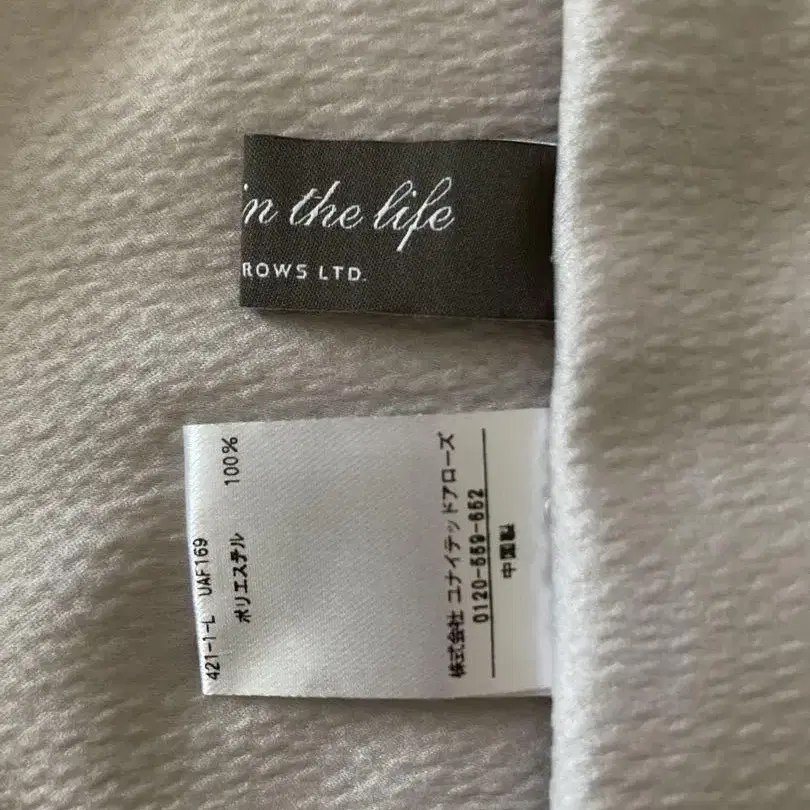 in the life
ROWS LTD.
421-1-L UAF169
ポリエステル 100%
株式会社 ユナイテッドアローズ
0120-559-652
中国製